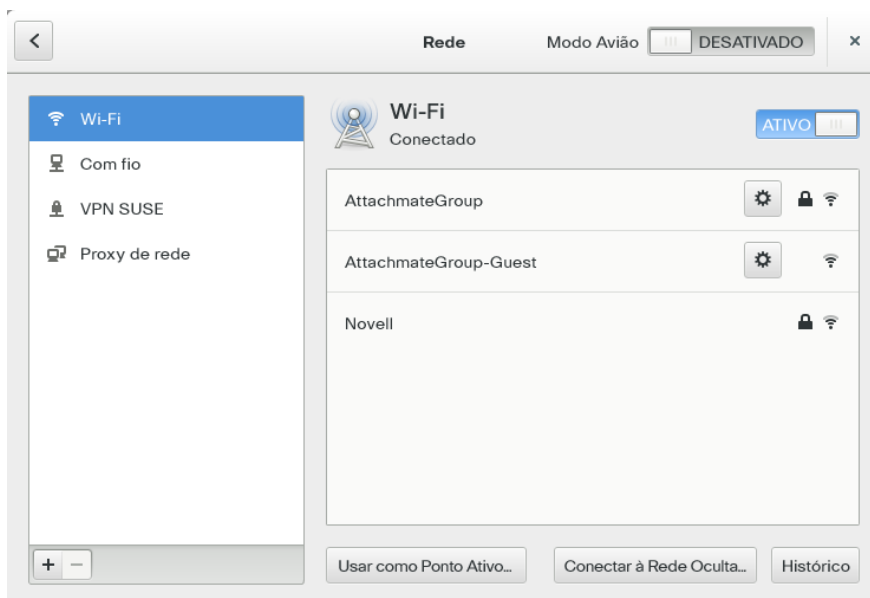 Rede
Modo Avião DESATIVADO
Wi-Fi
Com fio
VPN SUSE
Proxy de rede
Wi-Fi
Conectado
ATIVO
AttachmateGroup
AttachmateGroup-Guest
Novell
Usar como Ponto Ativo...
Conectar à Rede Oculta...
Histórico